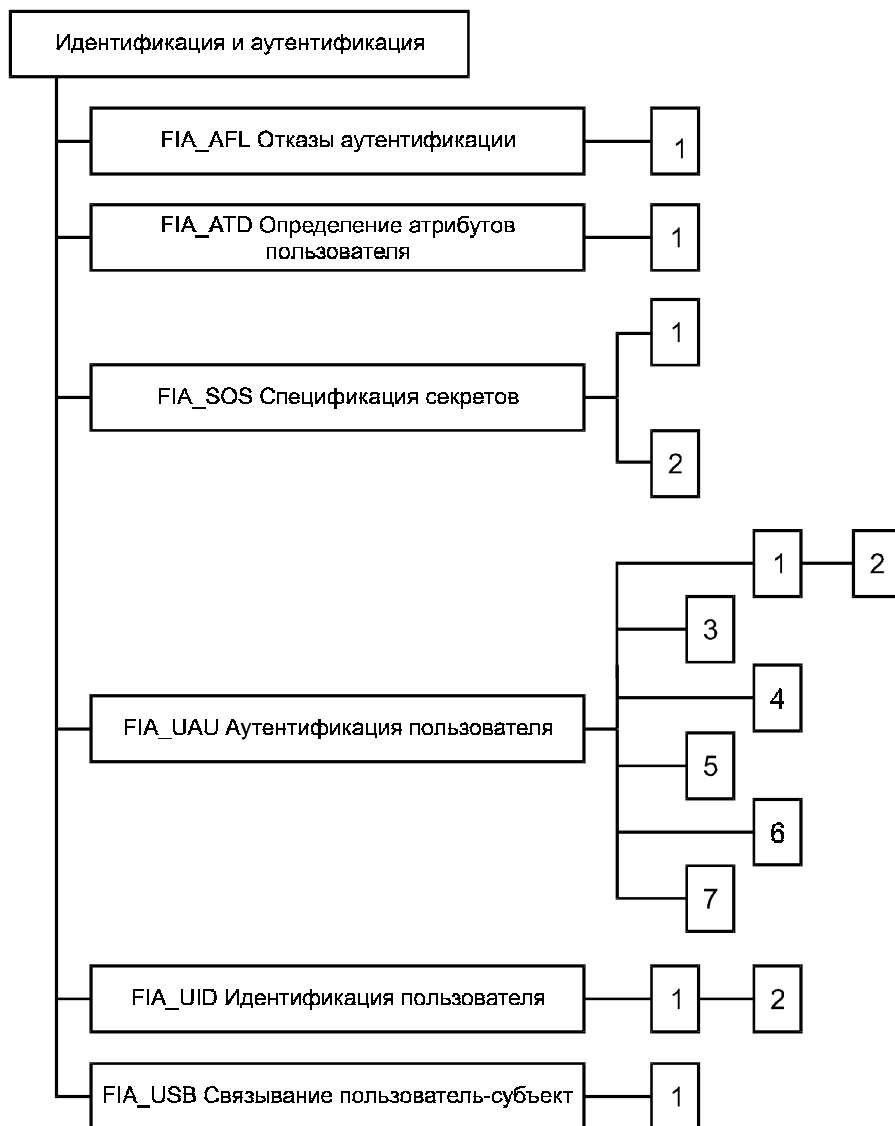 Идентификация и аутентификация
FIA_AFL Отказы аутентификации
1
FIA_ATD Определение атрибутов
пользователя
1
1
FIA_SOS Спецификация секретов
2
1
2
3
4
FIA_UAU Аутентификация пользователя
5
6
7
FIA_UID Идентификация пользователя
1
2
FIA_USB Связывание пользователь-субъект
1